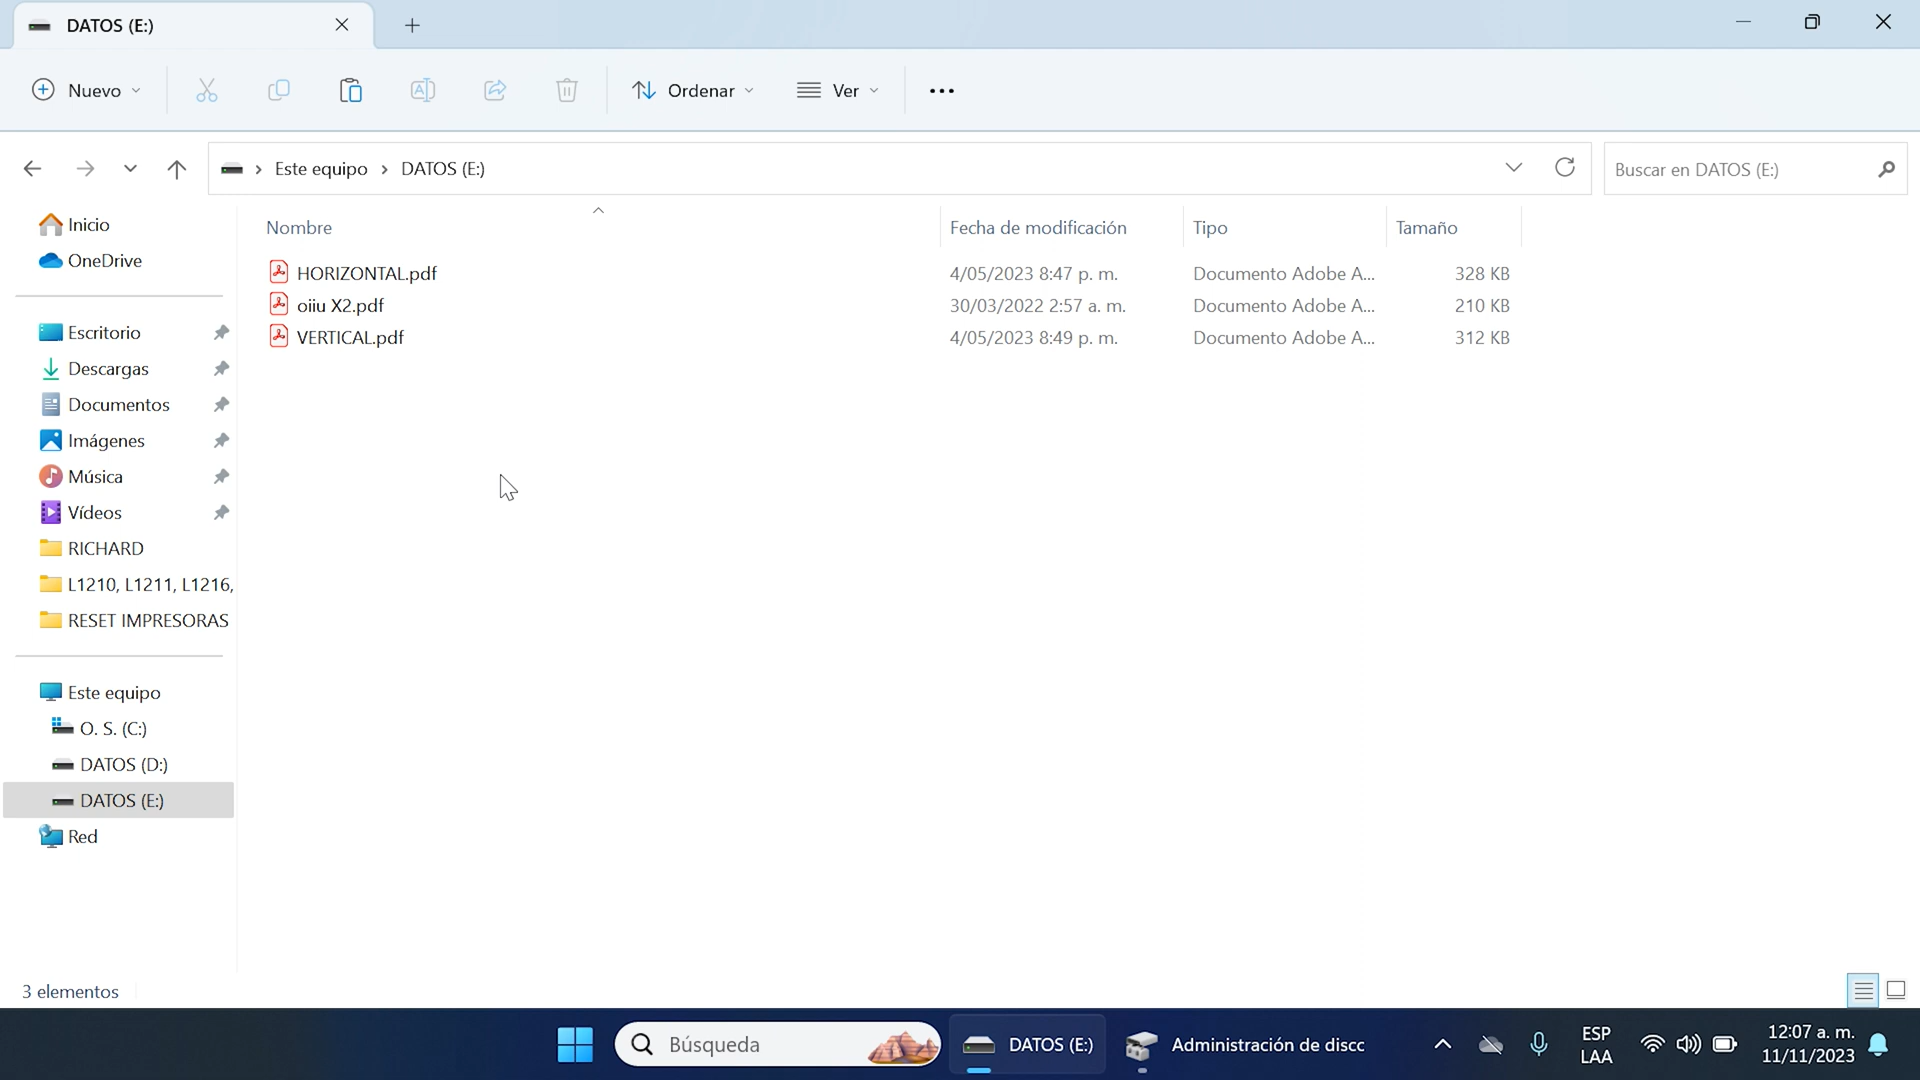 DATOS (E:)
Nuevo
Ordenar
Ver
Este equipo
DATOS (E:)
Buscar en DATOS (E:)
Inicio
OneDrive
Escritorio
Descargas
Documentos
Imágenes
Música
Vídeos
RICHARD
L1210, L1211, L1216,
RESET IMPRESORAS
Este equipo
O. S. (C:)
DATOS (D:)
DATOS (E:)
Red
Nombre Fecha de modificación Tipo Tamaño
HORIZONTAL.pdf 4/05/2023 8:47 p. m. Documento Adobe A... 328 KB
oiiu X2.pdf 30/03/2022 2:57 a. m. Documento Adobe A... 210 KB
VERTICAL.pdf 4/05/2023 8:49 p. m. Documento Adobe A... 312 KB
3 elementos
Búsqueda
DATOS (E:)
Administración de discc
ESP
LAA
12:07 a. m.
11/11/2023